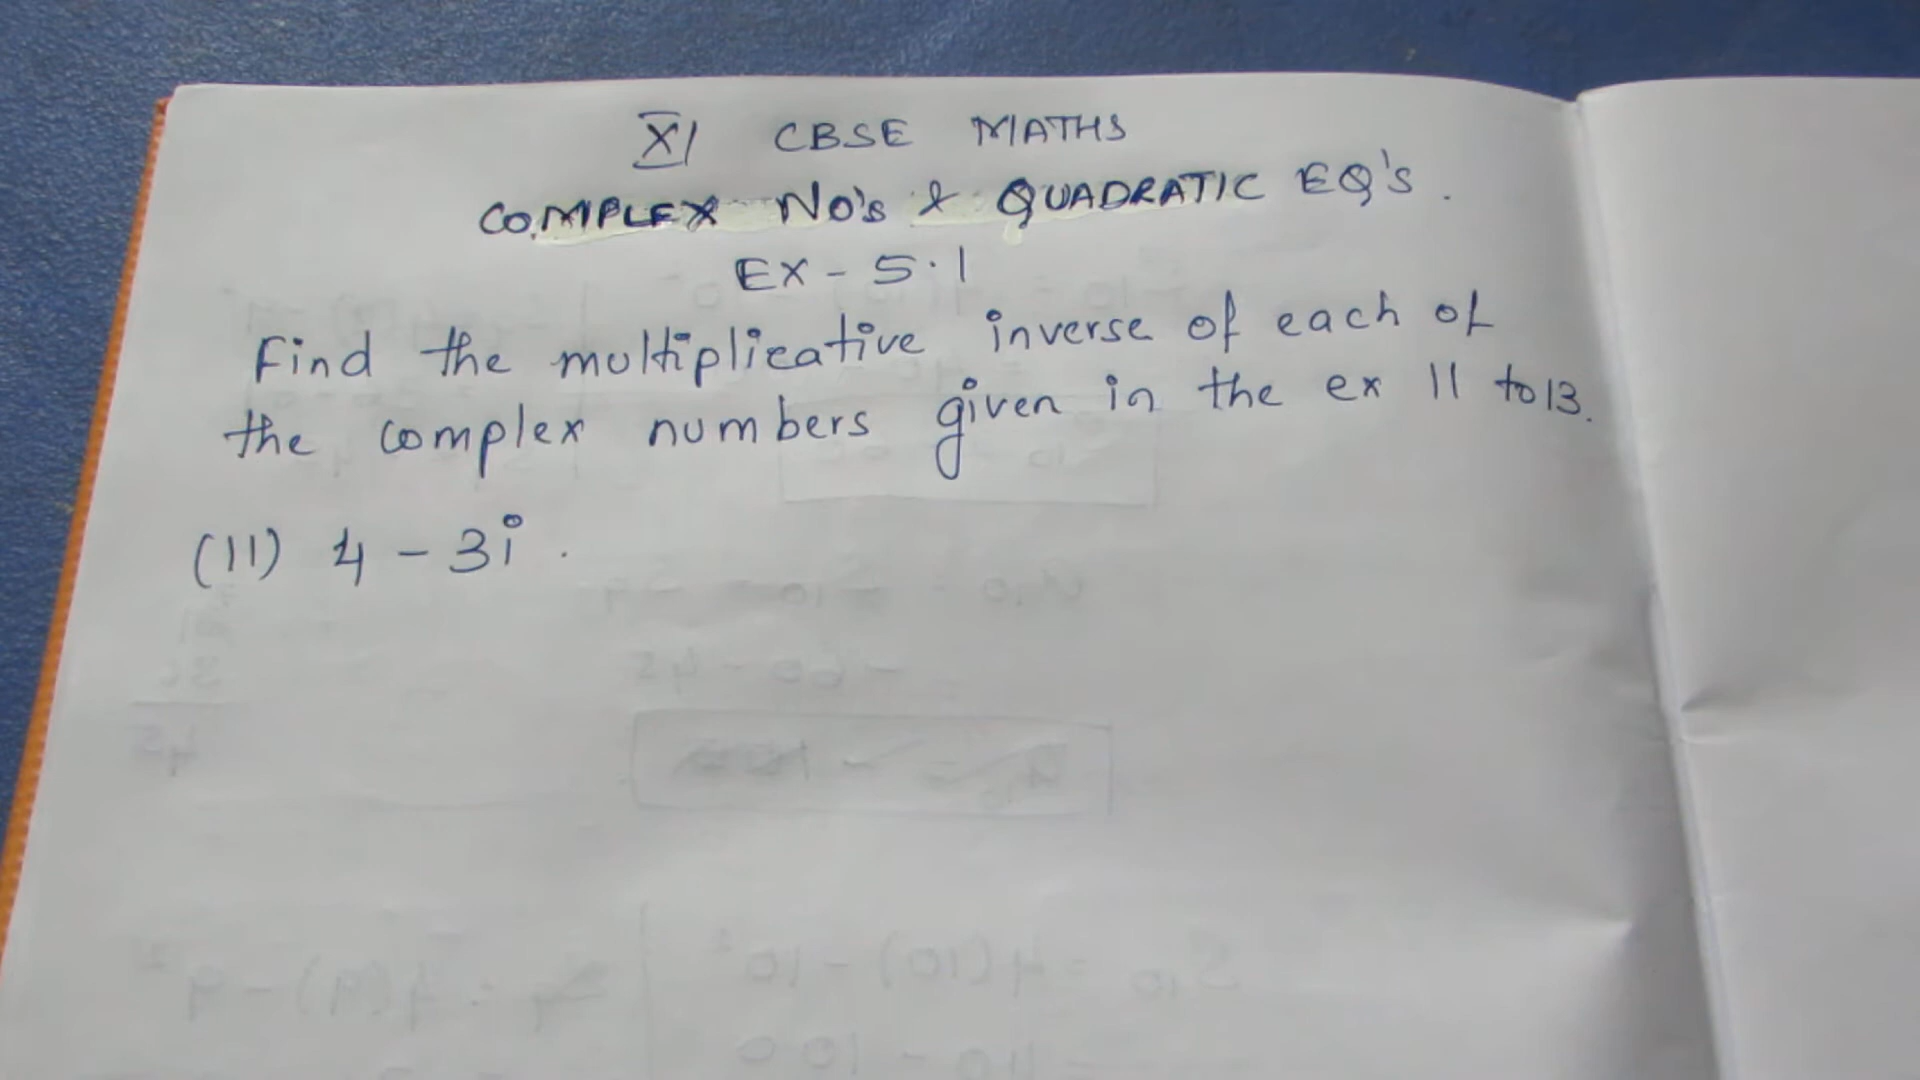 XI CBSE MATHS
COMPLEX No's & QUADRATIC EQ's.
EX - 5.1
Find the multiplicative inverse of each of
the complex numbers given in the ex 11 to 13.
(11) 4 - 3i.